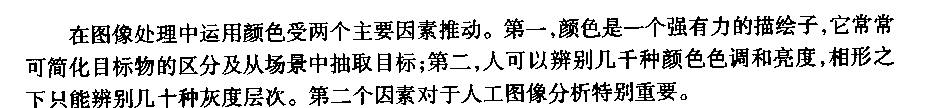 在图像处理中运用颜色受两个主要因素推动。第一,颜色是一个强有力的描绘子,它常常
可简化目标物的区分及从场景中抽取目标;第二,人可以辨别几千种颜色色调和亮度,相形之
下只能辨别几十种灰度层次。第二个因素对于人工图像分析特别重要。